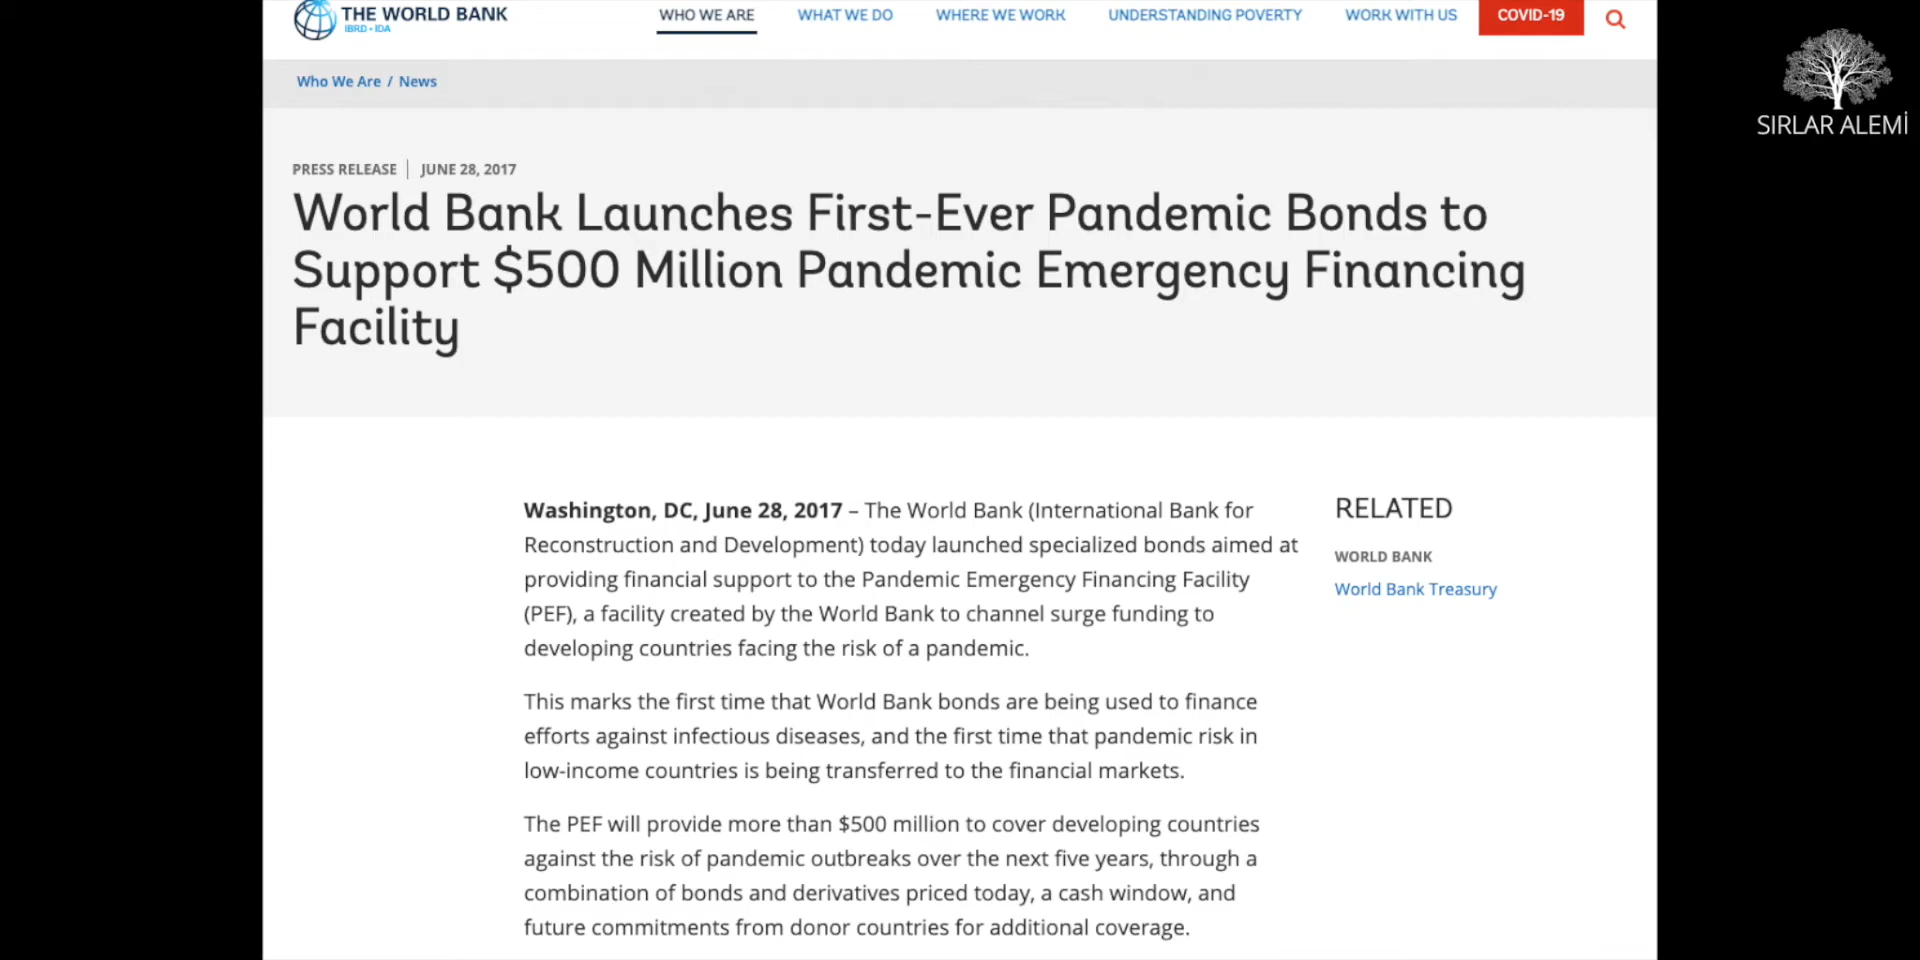 THE WORLD BANK
IBRD • IDA
WHO WE ARE
WHAT WE DO
WHERE WE WORK
UNDERSTANDING POVERTY
WORK WITH US
COVID-19
SIRLAR ALEMİ
Who We Are / News
PRESS RELEASE | JUNE 28, 2017
World Bank Launches First-Ever Pandemic Bonds to
Support $500 Million Pandemic Emergency Financing
Facility
Washington, DC, June 28, 2017 – The World Bank (International Bank for
Reconstruction and Development) today launched specialized bonds aimed at
providing financial support to the Pandemic Emergency Financing Facility
(PEF), a facility created by the World Bank to channel surge funding to
developing countries facing the risk of a pandemic.
This marks the first time that World Bank bonds are being used to finance
efforts against infectious diseases, and the first time that pandemic risk in
low-income countries is being transferred to the financial markets.
The PEF will provide more than $500 million to cover developing countries
against the risk of pandemic outbreaks over the next five years, through a
combination of bonds and derivatives priced today, a cash window, and
future commitments from donor countries for additional coverage.
RELATED
WORLD BANK
World Bank Treasury